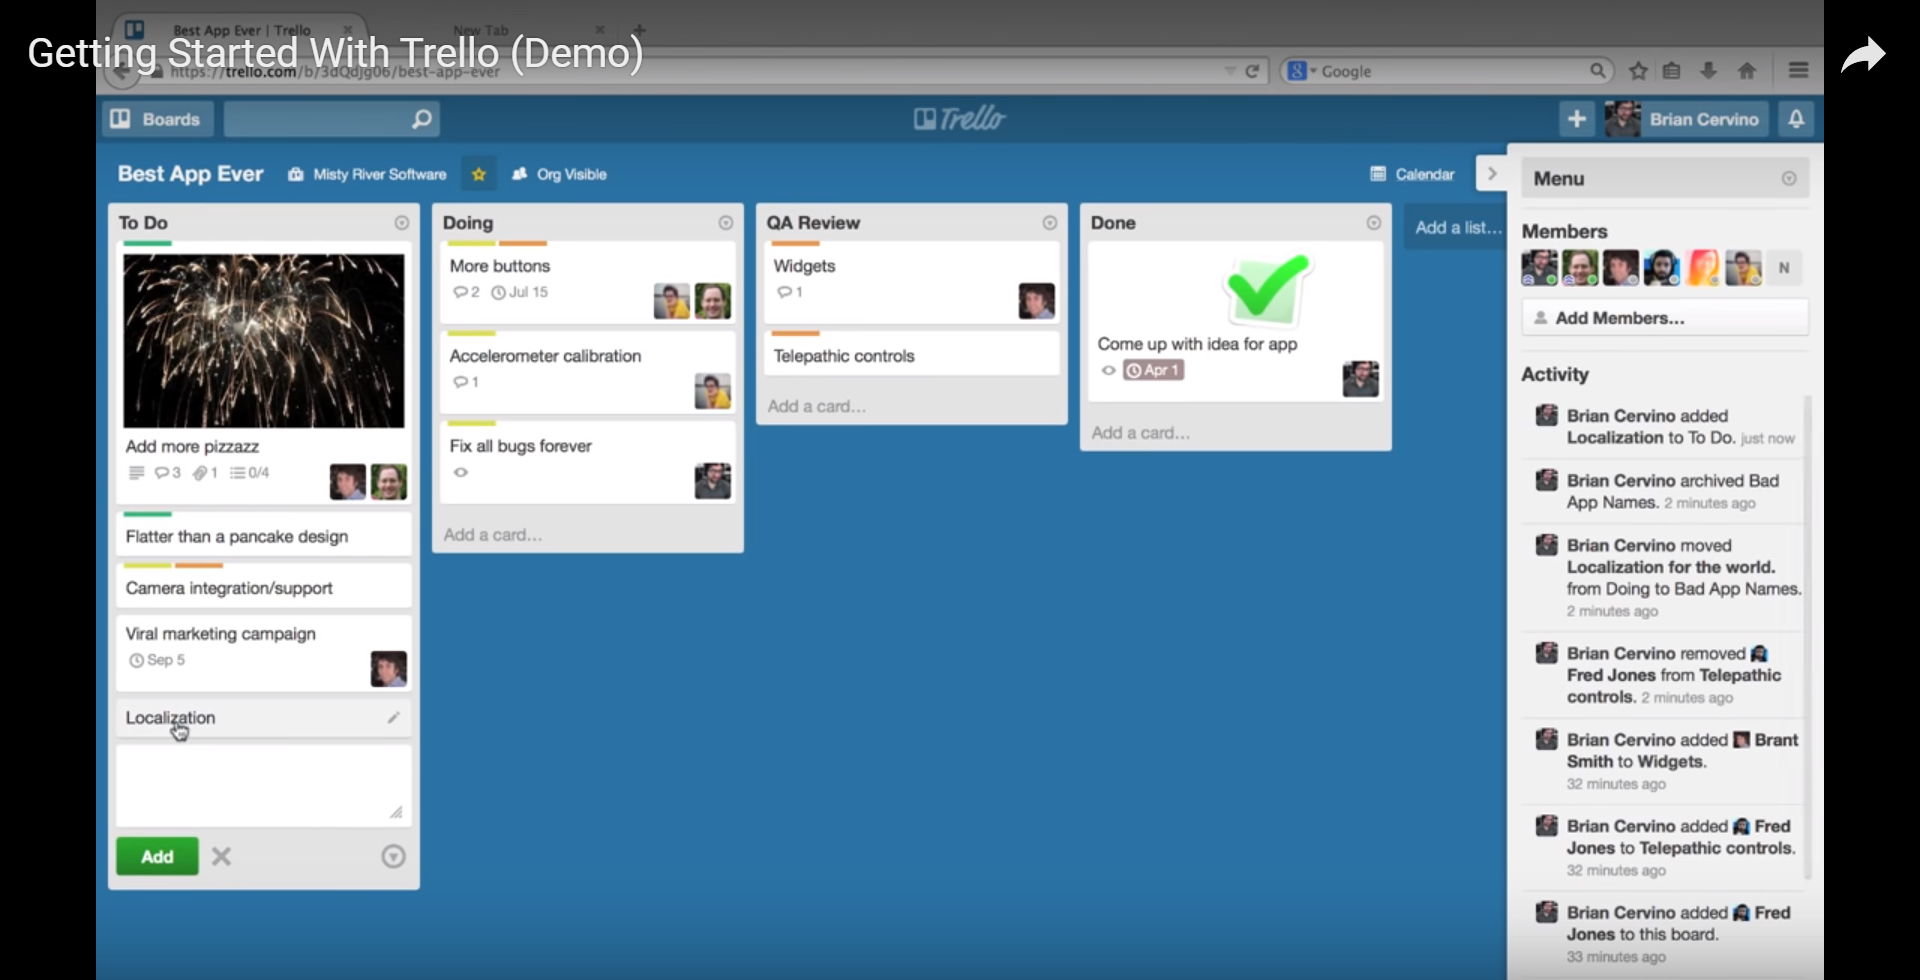 Best App Ever | Trello
New Tab
Getting Started With Trello (Demo)
https://trello.com/b/3dQdJg06/best-app-ever
Google
Boards
Trello
Brian Cervino
Best App Ever
Misty River Software
Org Visible
Calendar
To Do
Add more pizzazz
3
1
0/4
Flatter than a pancake design
Camera integration/support
Viral marketing campaign
Sep 5
Localization
Add
Doing
More buttons
2
Jul 15
Accelerometer calibration
1
Fix all bugs forever
Add a card...
QA Review
Widgets
1
Telepathic controls
Add a card...
Done
Come up with idea for app
Apr 1
Add a card...
Add a list...
Menu
Members
N
Add Members...
Activity
Brian Cervino added
Localization to To Do. just now
Brian Cervino archived Bad
App Names. 2 minutes ago
Brian Cervino moved
Localization for the world.
from Doing to Bad App Names.
2 minutes ago
Brian Cervino removed
Fred Jones from Telepathic
controls. 2 minutes ago
Brian Cervino added Brant
Smith to Widgets.
32 minutes ago
Brian Cervino added Fred
Jones to Telepathic controls.
32 minutes ago
Brian Cervino added Fred
Jones to this board.
33 minutes ago